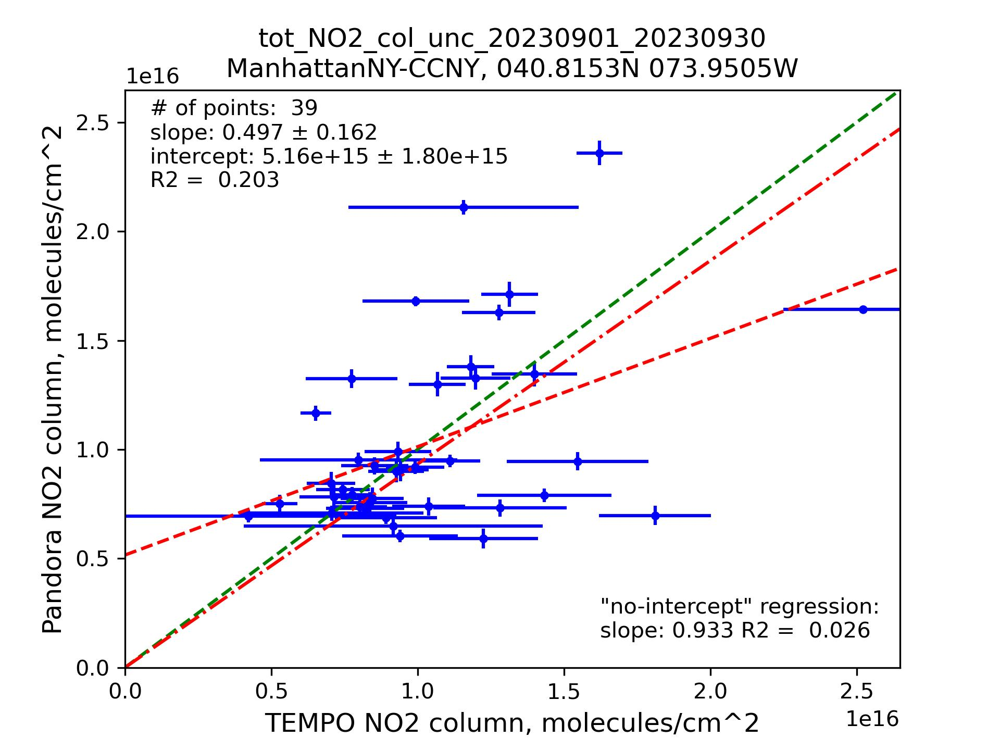 tot_NO2_col_unc_20230901_20230930
ManhattanNY-CCNY, 040.8153N 073.9505W
1e16
# of points:  39
slope: 0.497 ± 0.162
intercept: 5.16e+15 ± 1.80e+15
R2 =  0.203
Pandora NO2 column, molecules/cm^2
2.5
2.0
1.5
1.0
0.5
0.0
"no-intercept" regression:
slope: 0.933 R2 =  0.026
0.0 0.5 1.0 1.5 2.0 2.5
TEMPO NO2 column, molecules/cm^2
1e16